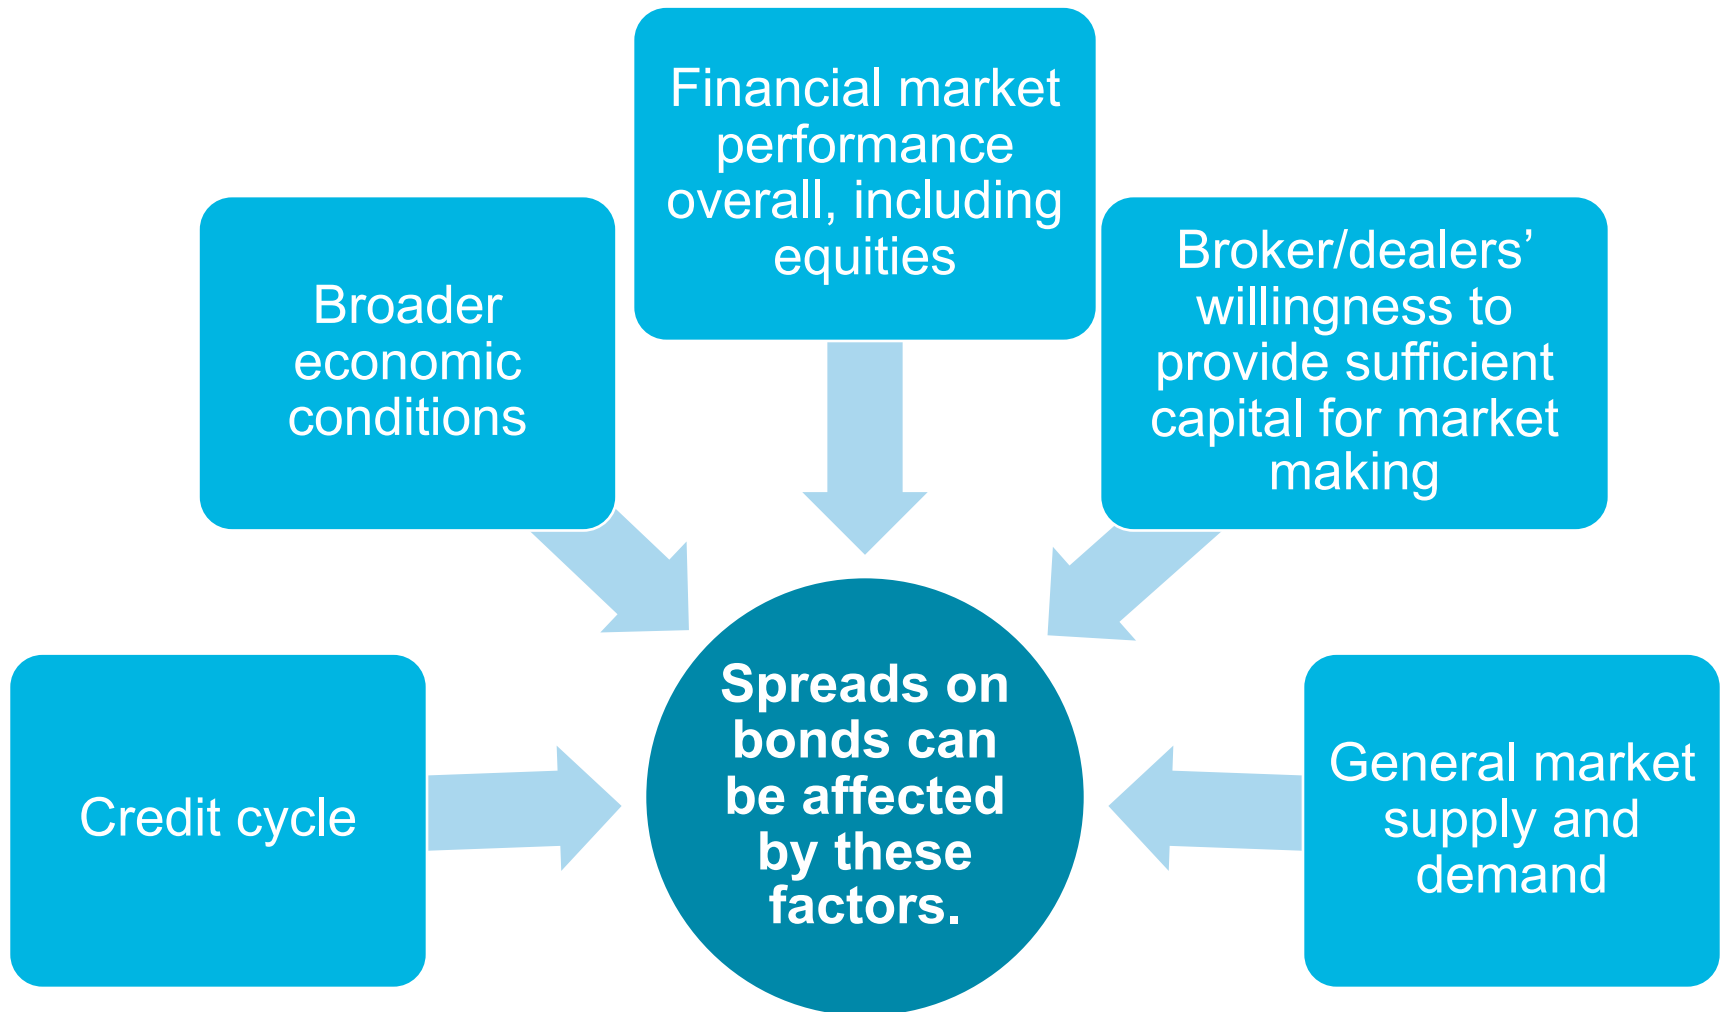 Financial market
performance
overall, including
equities
Broader
economic
conditions
Broker/dealers’
willingness to
provide sufficient
capital for market
making
Credit cycle
Spreads on
bonds can
be affected
by these
factors.
General market
supply and
demand